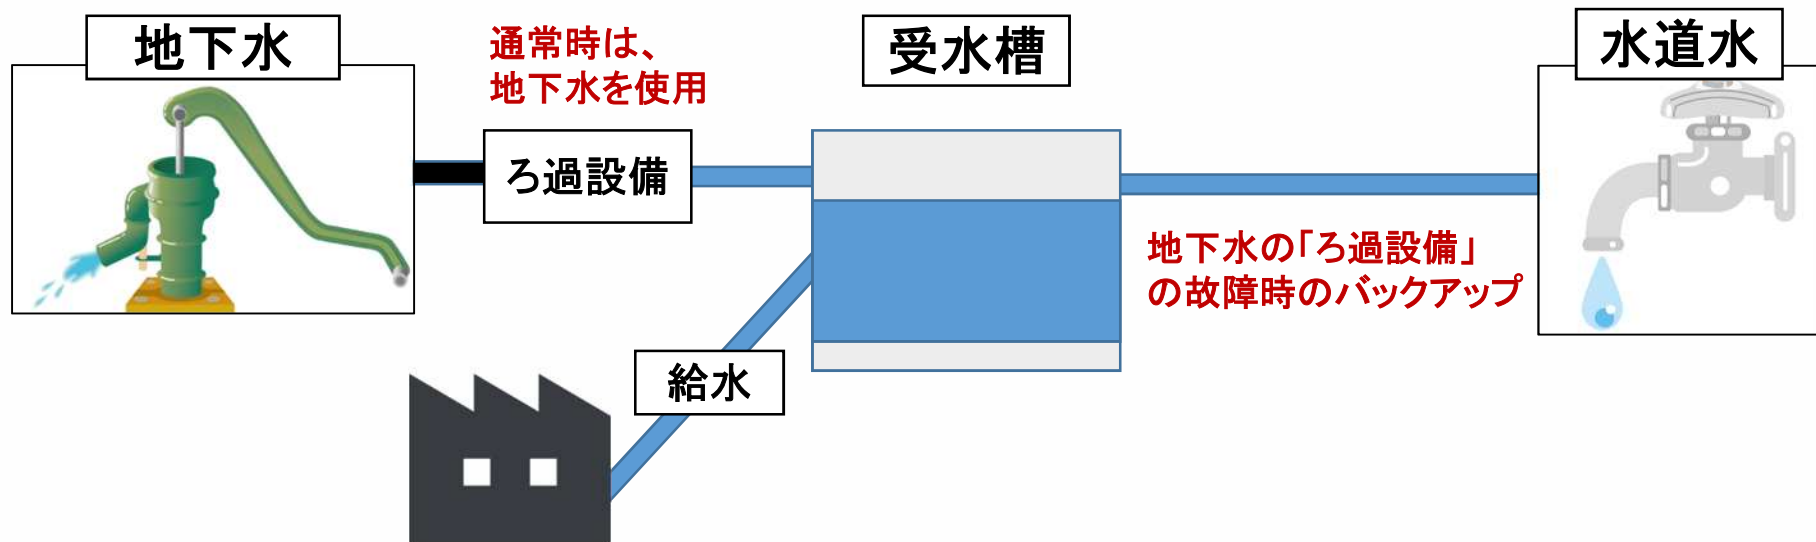 地下水
通常時は、
地下水を使用
受水槽
水道水
ろ過設備
地下水の「ろ過設備」
の故障時のバックアップ
給水